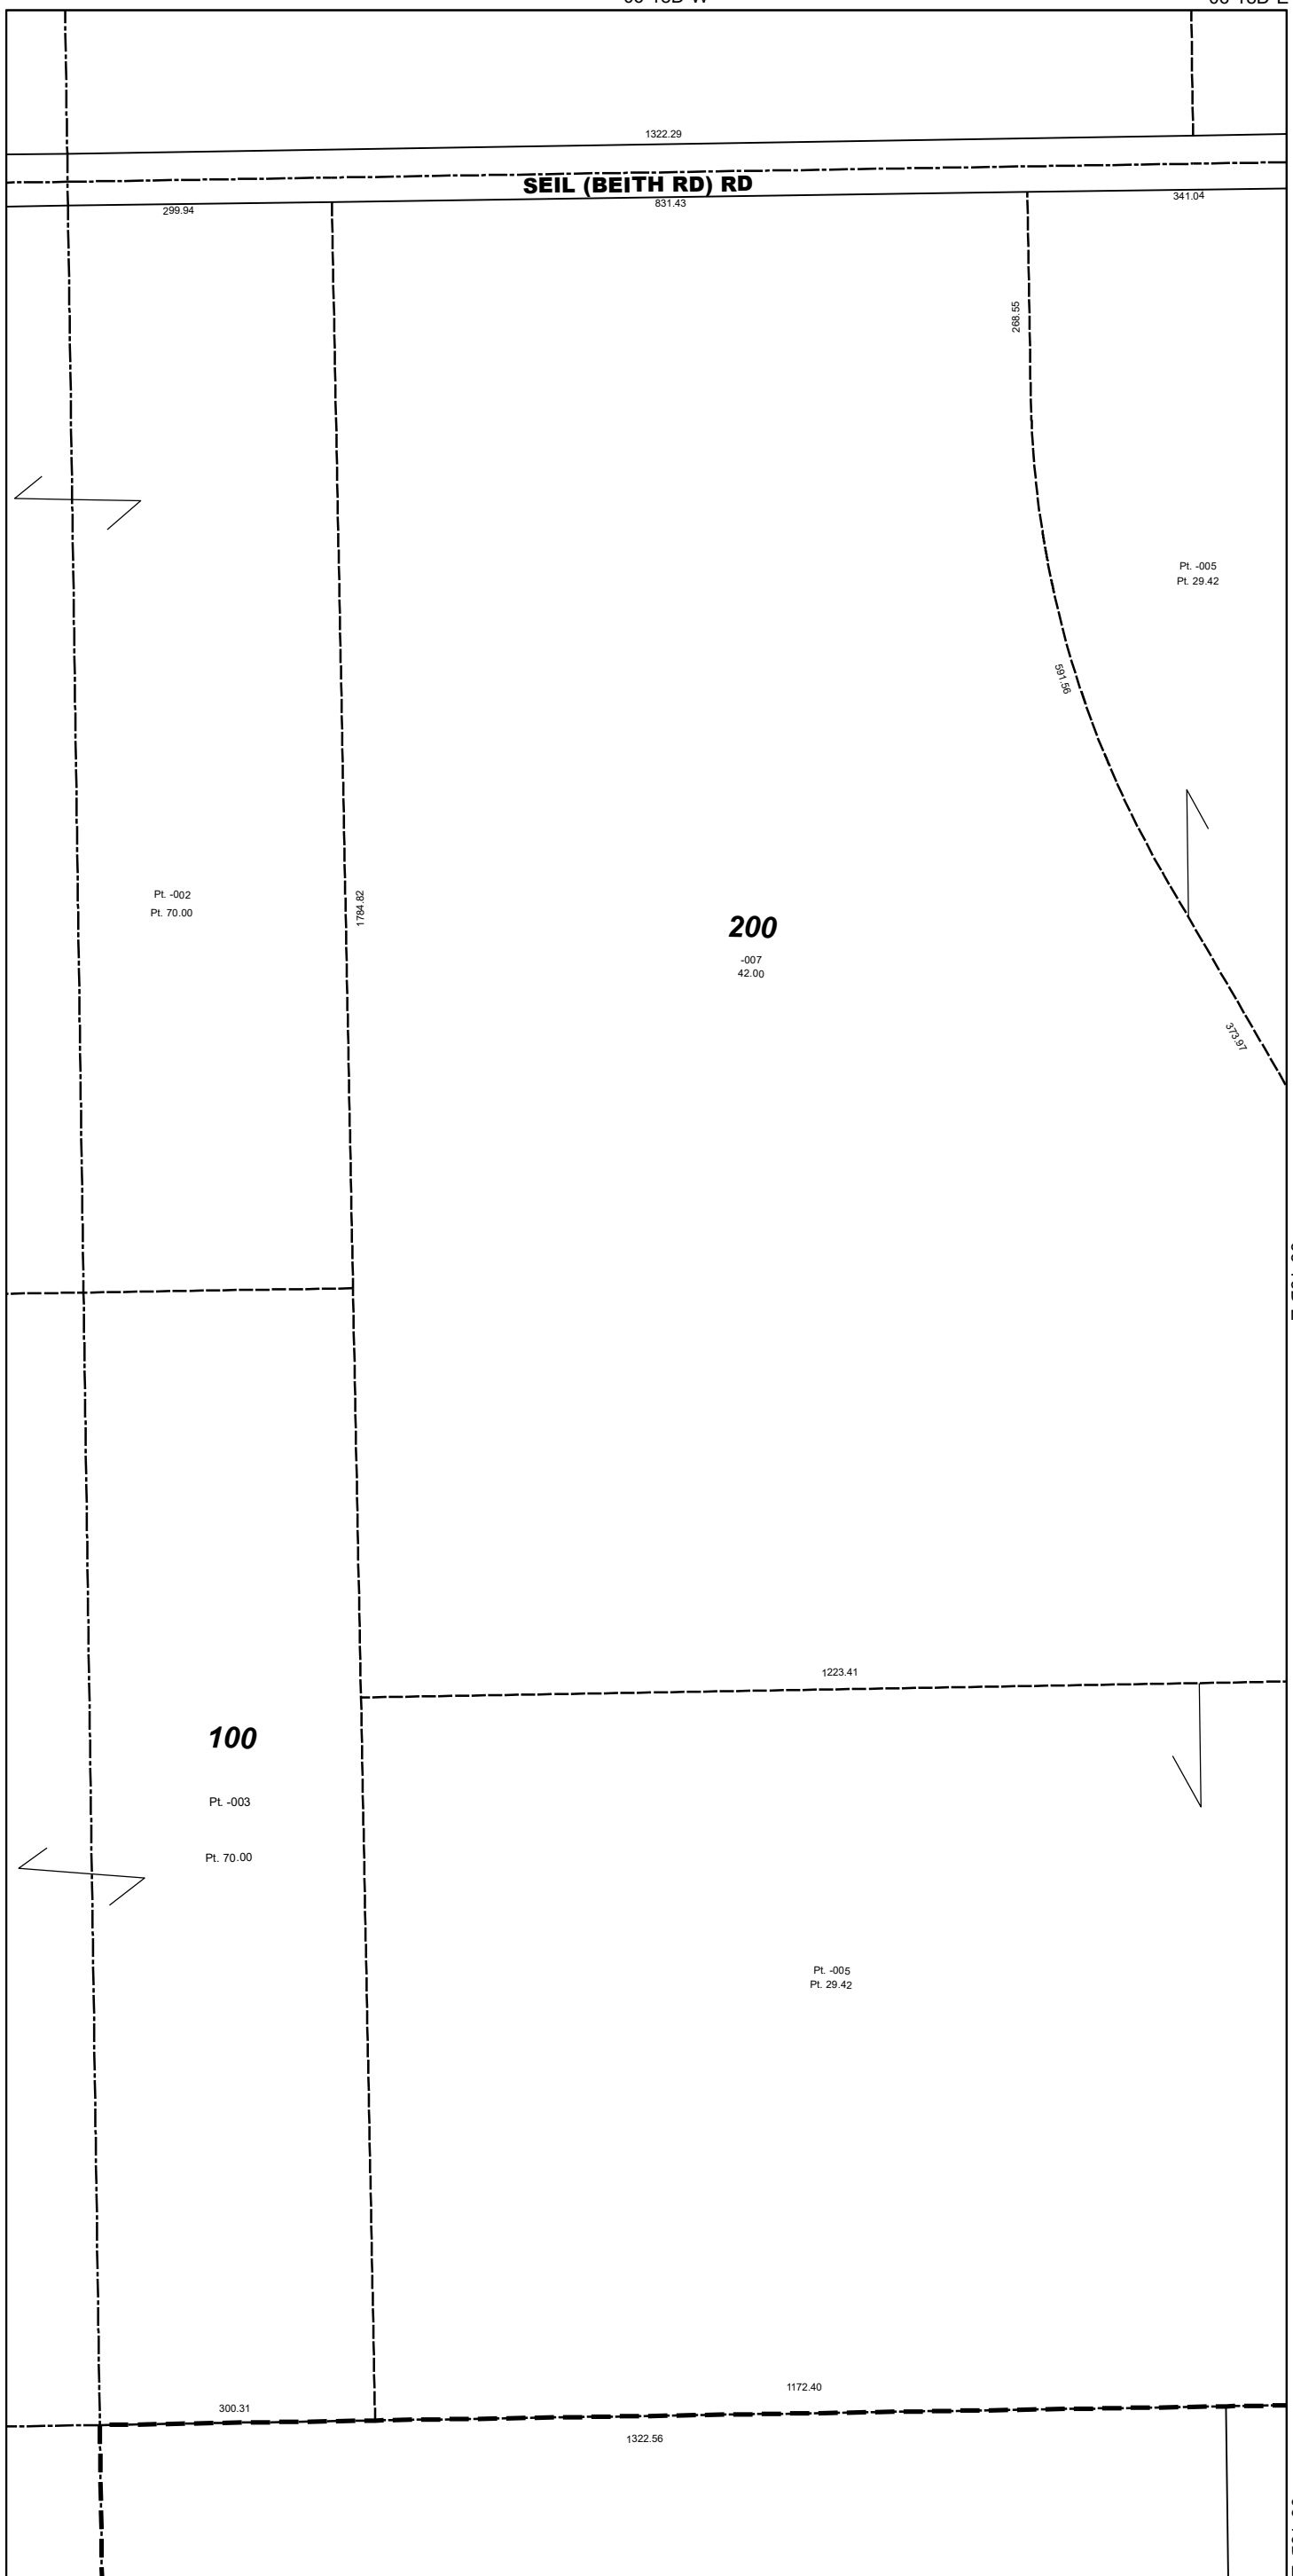 1322.29
SEIL (BEITH RD) RD
299.94
831.43
341.04
268.55
Pt. -005
Pt. 29.42
591.56
Pt. -002
Pt. 70.00
1784.82
200
-007
42.00
373.97
1223.41
100
Pt. -003
Pt. 70.00
Pt. -005
Pt. 29.42
1172.40
300.31
1322.56